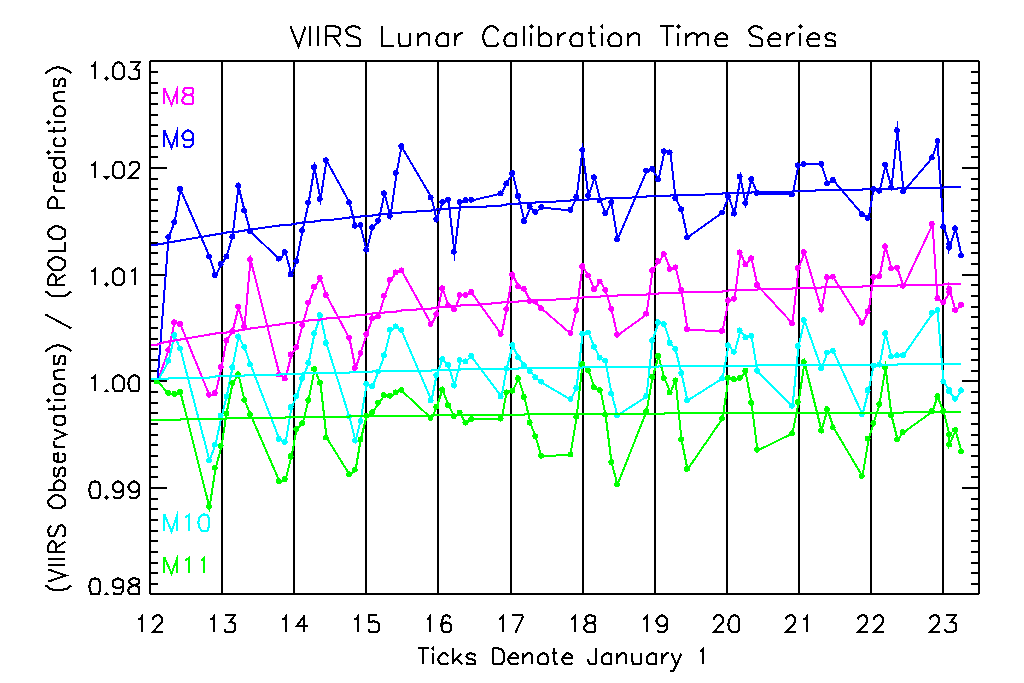 VIIRS Lunar Calibration Time Series
(VIIRS Observations) / (ROLO Predictions)
1.03
1.02
1.01
1.00
0.99
0.98
M8
M9
M10
M11
12 13 14 15 16 17 18 19 20 21 22 23
Ticks Denote January 1